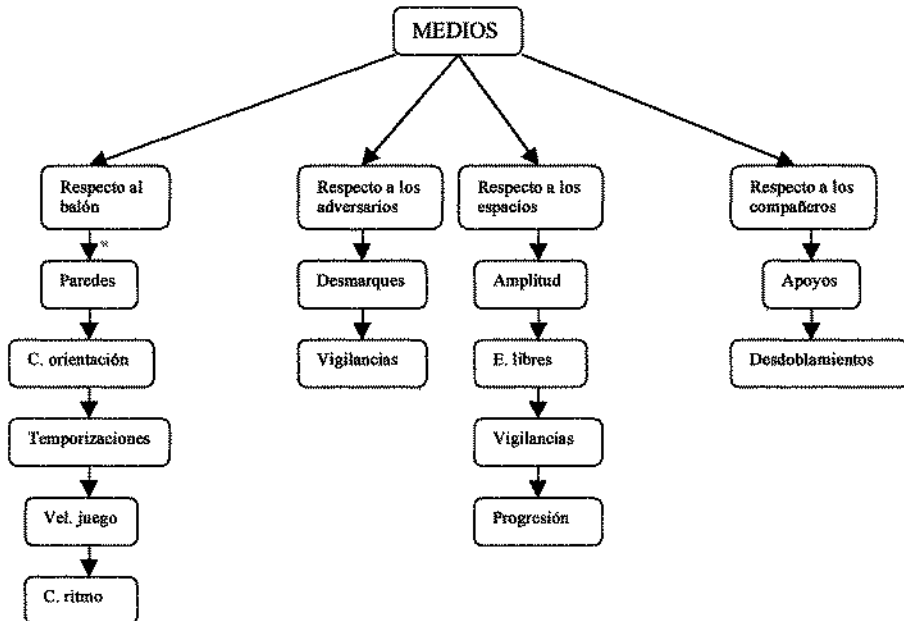 MEDIOS
Respecto al
balón
Respecto a los
adversarios
Respecto a los
espacios
Respecto a los
compañeros
Paredes
Desmarques
Amplitud
Apoyos
C. orientación
Vigilancias
E. libres
Desdoblamientos
Temporizaciones
Vigilancias
Vel. juego
Progresión
C. ritmo